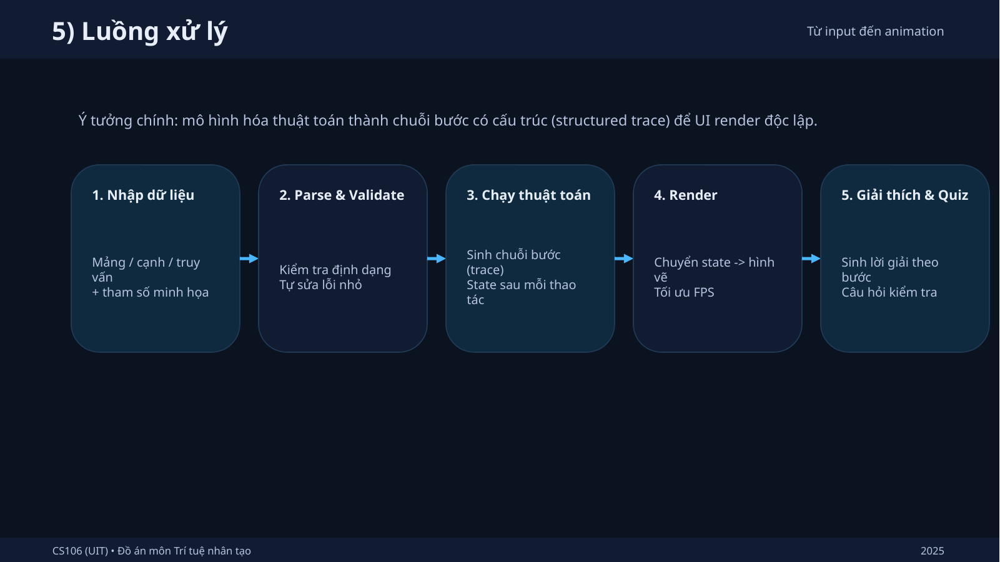 5) Luồng xử lý
Từ input đến animation
Ý tưởng chính: mô hình hóa thuật toán thành chuỗi bước có cấu trúc (structured trace) để UI render độc lập.
1. Nhập dữ liệu
Mảng / cạnh / truy
vấn
+ tham số minh họa
2. Parse & Validate
Kiểm tra định dạng
Tự sửa lỗi nhỏ
3. Chạy thuật toán
Sinh chuỗi bước
(trace)
State sau mỗi thao
tác
4. Render
Chuyển state -> hình
vẽ
Tối ưu FPS
5. Giải thích & Quiz
Sinh lời giải theo
bước
Câu hỏi kiểm tra
CS106 (UIT) • Đồ án môn Trí tuệ nhân tạo
2025